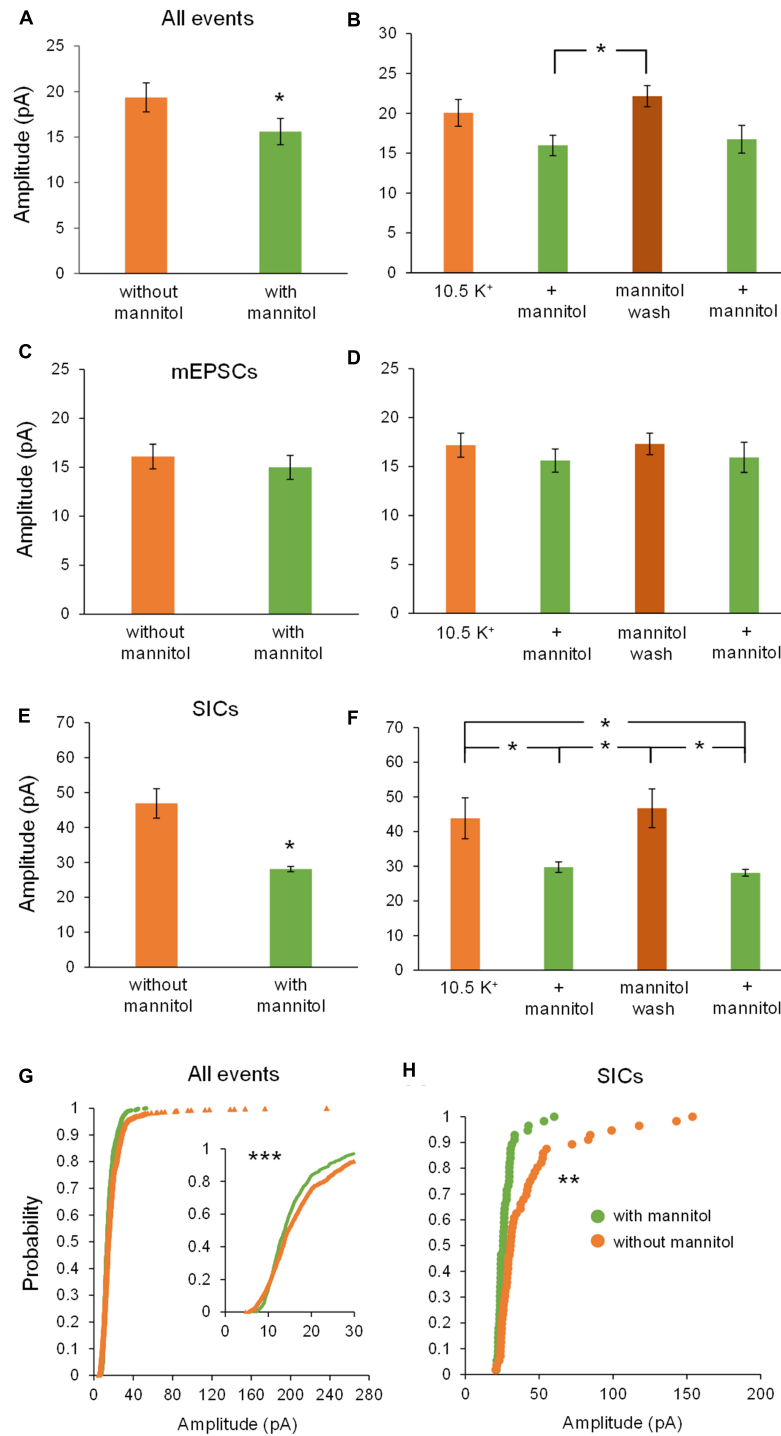 A
All events
Amplitude (pA)
25
20
15
10
5
0
*
without mannitol
with mannitol
B
30
25
20
15
10
5
0
*
10.5 K⁺
+ mannitol
mannitol wash
+ mannitol
C
mEPSCs
Amplitude (pA)
25
20
15
10
5
0
without mannitol
with mannitol
D
25
20
15
10
5
0
10.5 K⁺
+ mannitol
mannitol wash
+ mannitol
E
SICs
Amplitude (pA)
70
60
50
40
30
20
10
0
*
without mannitol
with mannitol
F
70
60
50
40
30
20
10
0
*
* * *
10.5 K⁺
+ mannitol
mannitol wash
+ mannitol
G
All events
Probability
1
0.9
0.8
0.7
0.6
0.5
0.4
0.3
0.2
0.1
0
0 40 80 120 160 200 240 280
Amplitude (pA)
***
1
0.8
0.6
0.4
0.2
0
0 10 20 30
H
SICs
1
0.9
0.8
0.7
0.6
0.5
0.4
0.3
0.2
0.1
0
**
with mannitol
without mannitol
0 50 100 150 200
Amplitude (pA)